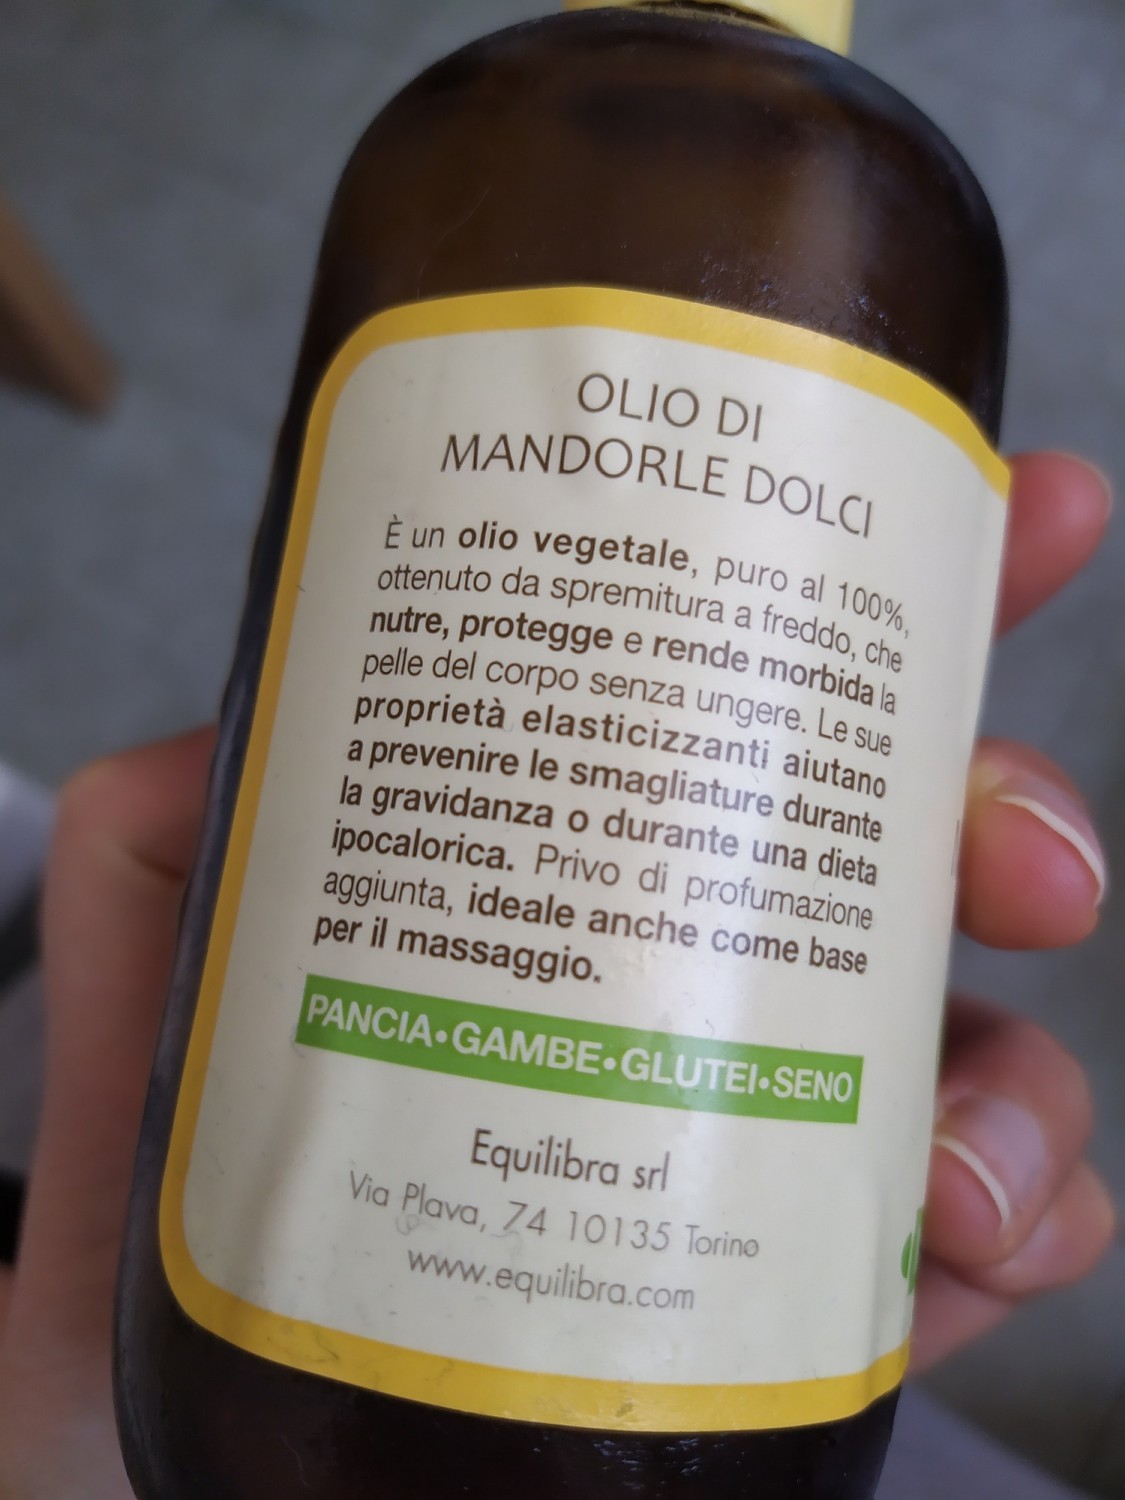 OLIO DI
MANDORLE DOLCI
È un olio vegetale, puro al 100%,
ottenuto da spremitura a freddo, che
nutre, protegge e rende morbida la
pelle del corpo senza ungere. Le sue
proprietà elasticizzanti aiutano
a prevenire le smagliature durante
la gravidanza o durante una dieta
ipocalorica. Privo di profumazione
aggiunta, ideale anche come base
per il massaggio.
PANCIA•GAMBE•GLUTEI•SENO
Equilibra srl
Via Plava, 74 10135 Torino
www.equilibra.com